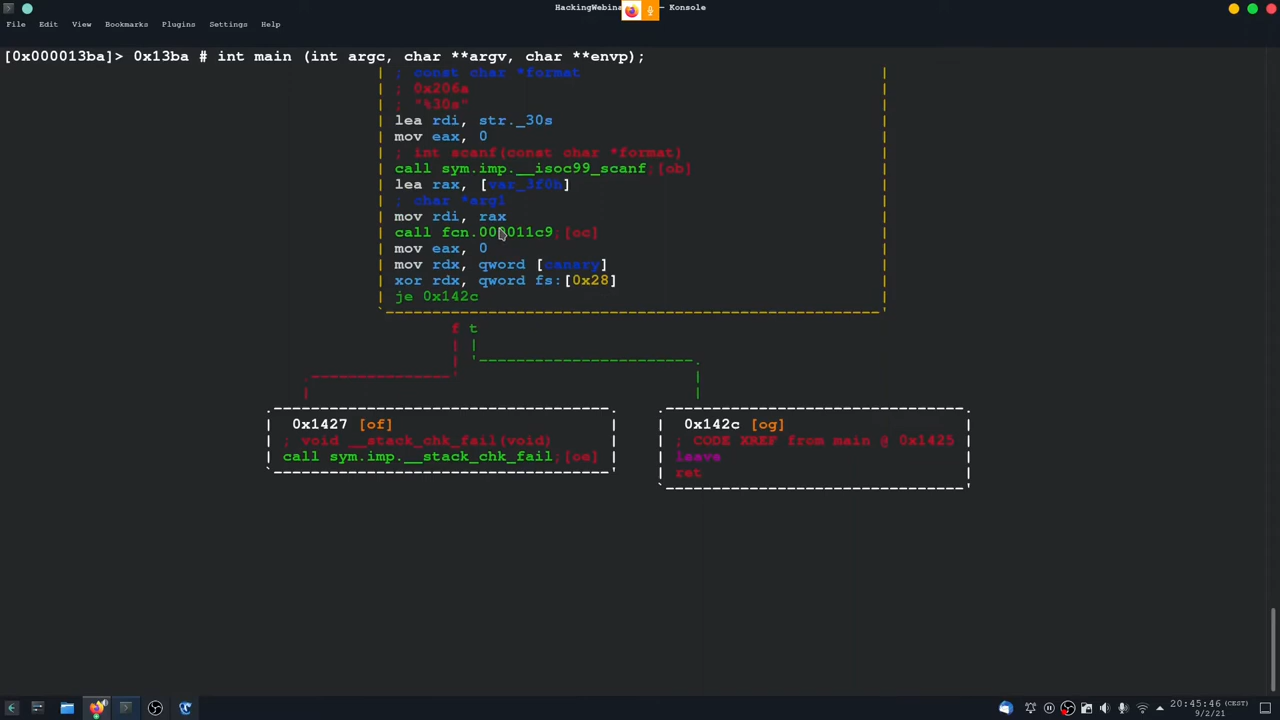 HackingWebina — Konsole
File Edit View Bookmarks Plugins Settings Help
[0x000013ba]> 0x13ba # int main (int argc, char **argv, char **envp);
; const char *format
; 0x206a
; "%30s"
lea rdi, str._30s
mov eax, 0
; int scanf(const char *format)
call sym.imp.__isoc99_scanf;[ob]
lea rax, [var_3f0h]
; char *arg1
mov rdi, rax
call fcn.000011c9;[oc]
mov eax, 0
mov rdx, qword [canary]
xor rdx, qword fs:[0x28]
je 0x142c
f t
0x1427 [of]
; void __stack_chk_fail(void)
call sym.imp.__stack_chk_fail;[oe]
0x142c [og]
; CODE XREF from main @ 0x1425
leave
ret
20:45:46 (CEST)
9/2/21